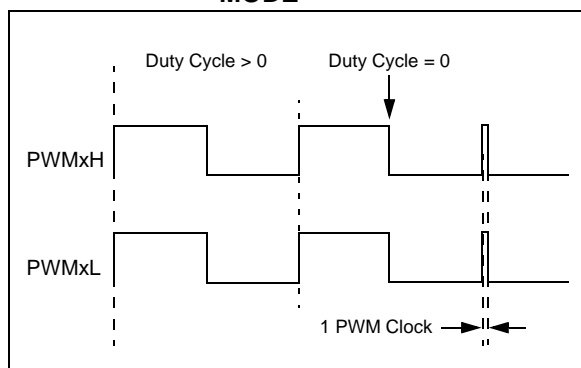 MODE
Duty Cycle > 0 Duty Cycle = 0
PWMxH
PWMxL
1 PWM Clock